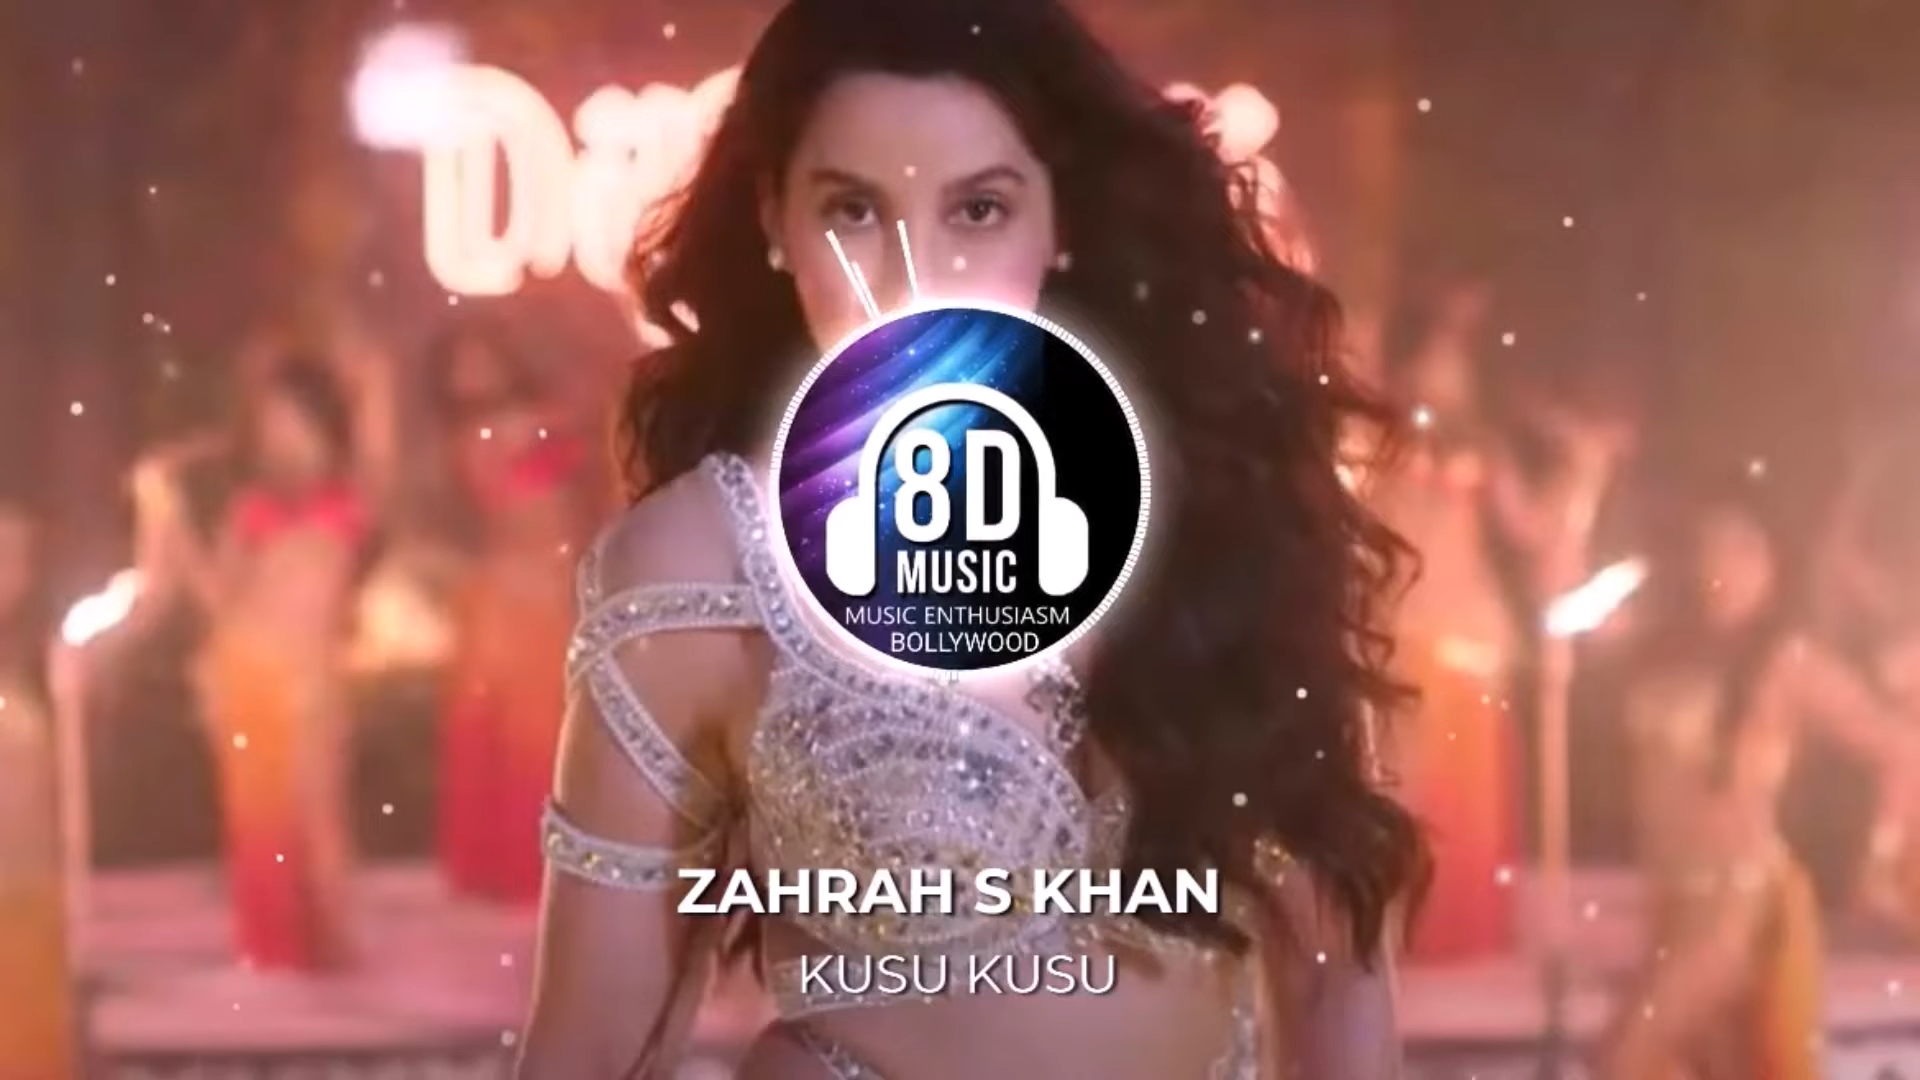 8D
MUSIC
MUSIC ENTHUSIASM
BOLLYWOOD
ZAHRAH S KHAN
KUSU KUSU